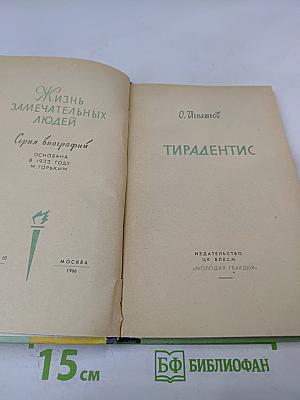 Жизнь
ЗАМЕЧАТЕЛЬНЫХ
ЛЮДЕЙ
Серия биографий
ОСНОВАНА
В 1933 ГОДУ
М. ГОРЬКИМ
10
МОСКВА
1966
О. Игнатьев
ТИРАДЕНТИС
ИЗДАТЕЛЬСТВО
ЦК ВЛКСМ
«МОЛОДАЯ ГВАРДИЯ»
15 см
БФ БИБЛИОФАН